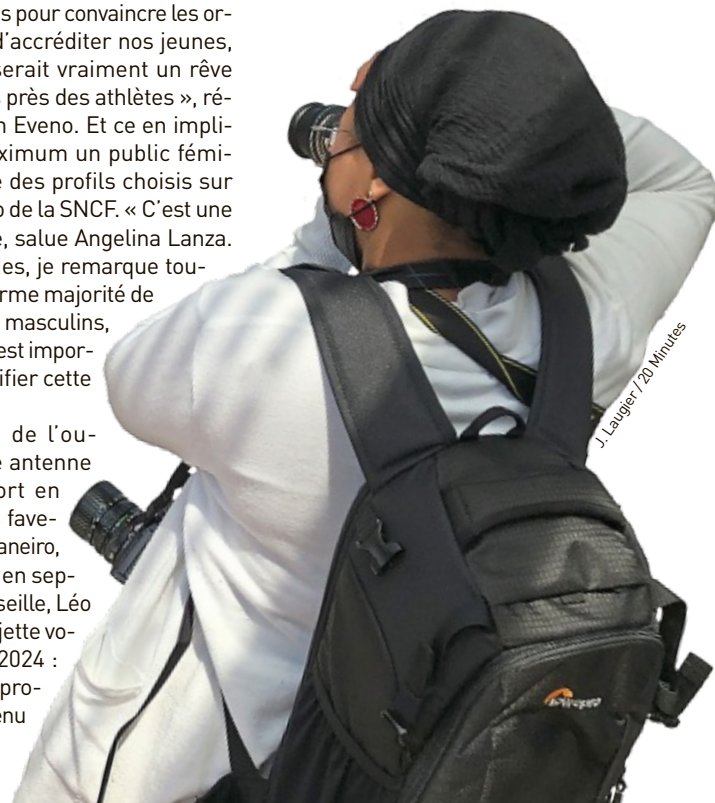 s pour convaincre les or-
d’accréditer nos jeunes,
serait vraiment un rêve
près des athlètes », ré-
n Eveno. Et ce en impli-
ximum un public fémi-
e des profils choisis sur
o de la SNCF. « C’est une
e, salue Angelina Lanza.
es, je remarque tou-
rme majorité de
masculins,
est impor-
ifier cette
de l’ou-
e antenne
ort en
fave-
aneiro,
en sep-
seille, Léo
jette vo-
2024 :
pro-
nu
J. Laugier / 20 Minutes
Lowepro